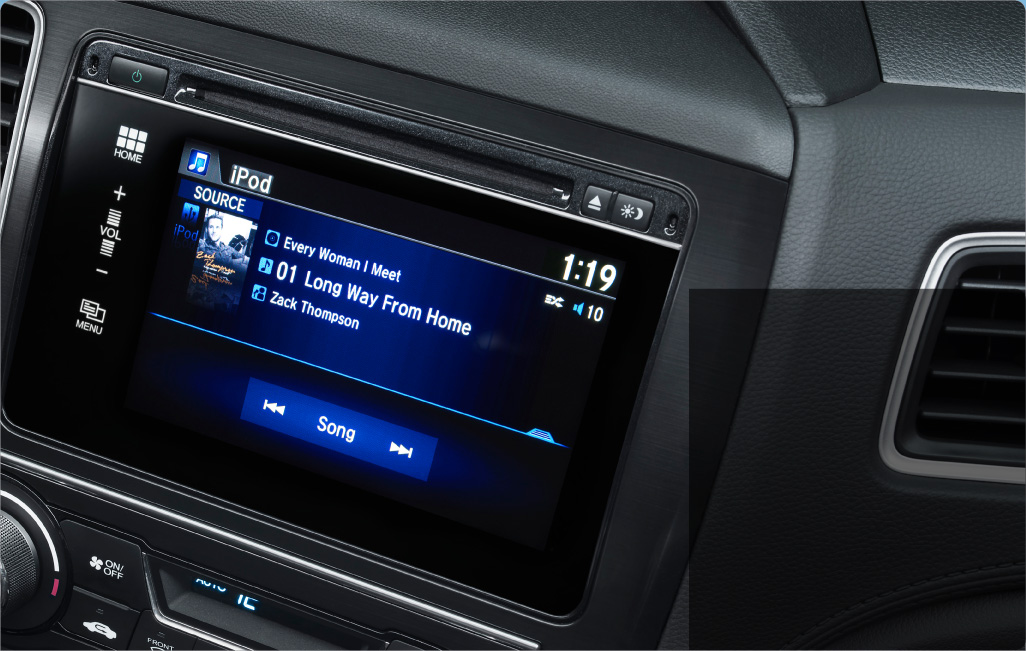 iPod
SOURCE
HOME
VOL
MENU
iPod
1:19
10
Every Woman I Meet
01 Long Way From Home
Zack Thompson
Song
ON/
OFF
AUTO
FRONT